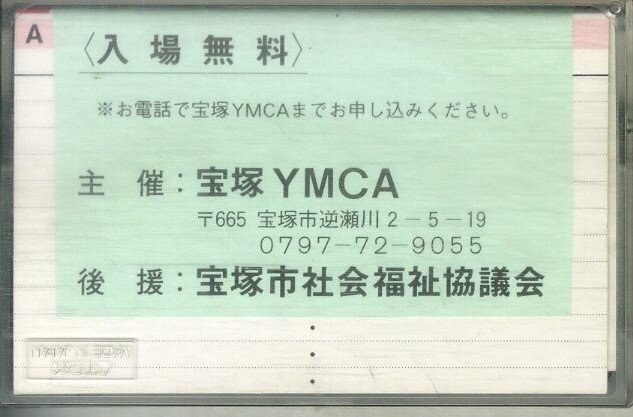 A
〈入場無料〉
※お電話で宝塚YMCAまでお申し込みください。
主 催：宝塚YMCA
〒665 宝塚市逆瀬川2－5－19
0797－72－9055
後 援：宝塚市社会福祉協議会